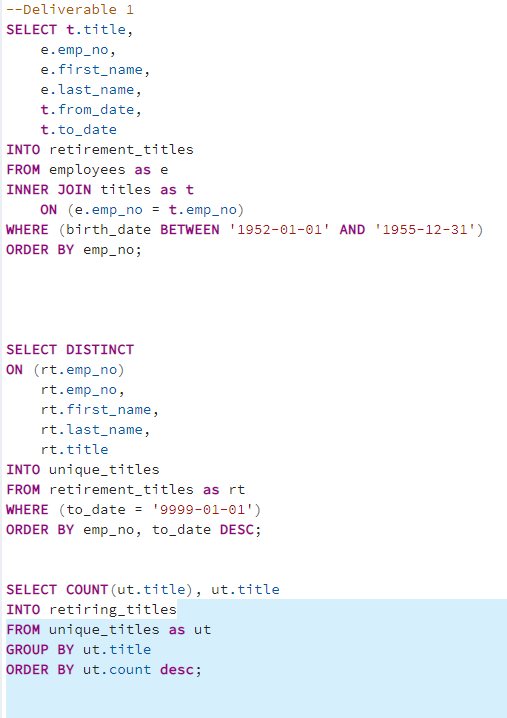 --Deliverable 1
SELECT t.title,
    e.emp_no,
    e.first_name,
    e.last_name,
    t.from_date,
    t.to_date
INTO retirement_titles
FROM employees as e
INNER JOIN titles as t
    ON (e.emp_no = t.emp_no)
WHERE (birth_date BETWEEN '1952-01-01' AND '1955-12-31')
ORDER BY emp_no;
SELECT DISTINCT
ON (rt.emp_no)
    rt.emp_no,
    rt.first_name,
    rt.last_name,
    rt.title
INTO unique_titles
FROM retirement_titles as rt
WHERE (to_date = '9999-01-01')
ORDER BY emp_no, to_date DESC;
SELECT COUNT(ut.title), ut.title
INTO retiring_titles
FROM unique_titles as ut
GROUP BY ut.title
ORDER BY ut.count desc;